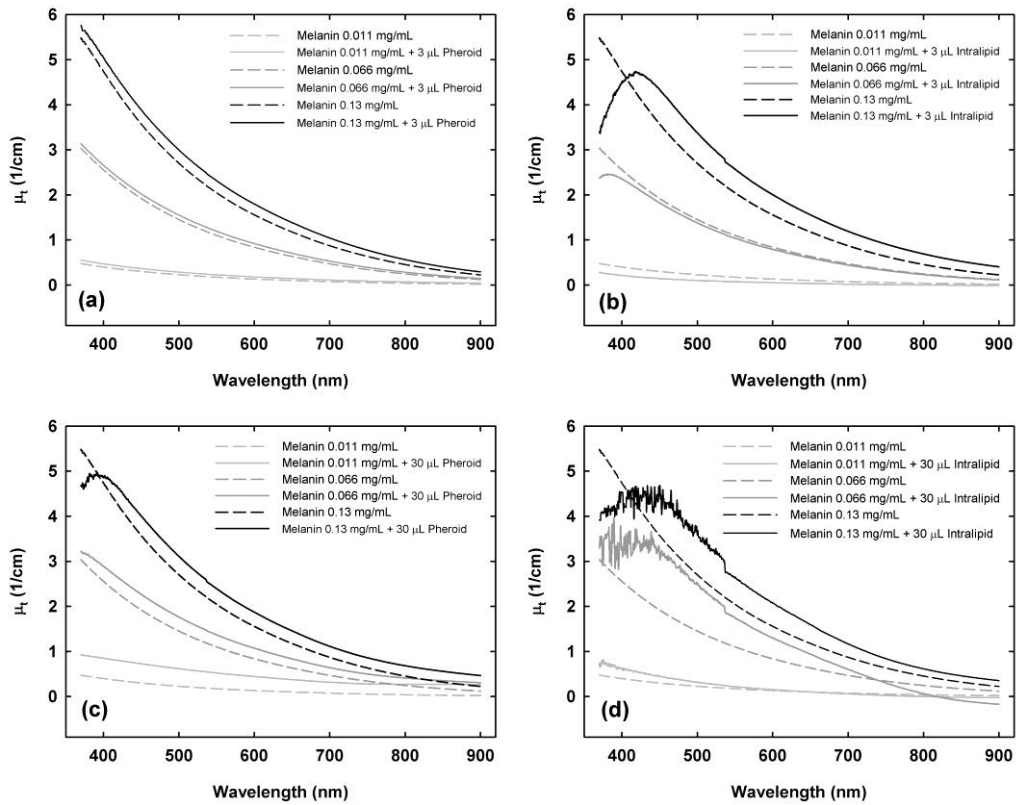 6
5
4
3
2
1
0
μt (1/cm)
Melanin 0.011 mg/mL
Melanin 0.011 mg/mL + 3 μL Pheroid
Melanin 0.066 mg/mL
Melanin 0.066 mg/mL + 3 μL Pheroid
Melanin 0.13 mg/mL
Melanin 0.13 mg/mL + 3 μL Pheroid
(a)
400 500 600 700 800 900
Wavelength (nm)
6
5
4
3
2
1
0
μt (1/cm)
Melanin 0.011 mg/mL
Melanin 0.011 mg/mL + 3 μL Intralipid
Melanin 0.066 mg/mL
Melanin 0.066 mg/mL + 3 μL Intralipid
Melanin 0.13 mg/mL
Melanin 0.13 mg/mL + 3 μL Intralipid
(b)
400 500 600 700 800 900
Wavelength (nm)
6
5
4
3
2
1
0
μt (1/cm)
Melanin 0.011 mg/mL
Melanin 0.011 mg/mL + 30 μL Pheroid
Melanin 0.066 mg/mL
Melanin 0.066 mg/mL + 30 μL Pheroid
Melanin 0.13 mg/mL
Melanin 0.13 mg/mL + 30 μL Pheroid
(c)
400 500 600 700 800 900
Wavelength (nm)
6
5
4
3
2
1
0
μt (1/cm)
Melanin 0.011 mg/mL
Melanin 0.011 mg/mL + 30 μL Intralipid
Melanin 0.066 mg/mL
Melanin 0.066 mg/mL + 30 μL Intralipid
Melanin 0.13 mg/mL
Melanin 0.13 mg/mL + 30 μL Intralipid
(d)
400 500 600 700 800 900
Wavelength (nm)